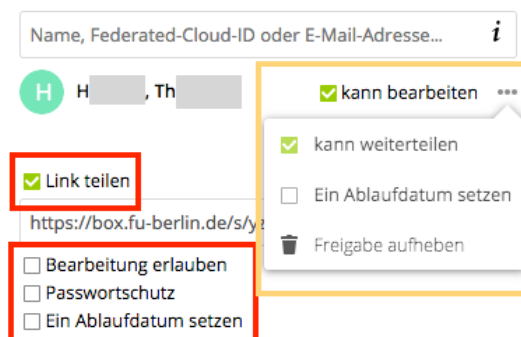 Name, Federated-Cloud-ID oder E-Mail-Adresse... i
H H , Th kann bearbeiten
kann weiterteilen
Link teilen
Ein Ablaufdatum setzen
https://box.fu-berlin.de/s/y
Freigabe aufheben
Bearbeitung erlauben
Passwortschutz
Ein Ablaufdatum setzen